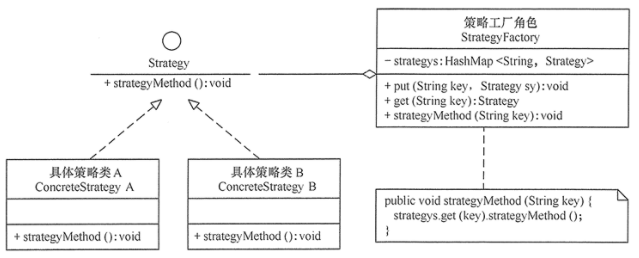 Strategy
+ strategyMethod ():void
策略工厂角色
StrategyFactory
- strategys:HashMap <String, Strategy>
+ put (String key, Strategy sy):void
+ get (String key):Strategy
+ strategyMethod (String key):void
具体策略类 A
ConcreteStrategy A
+ strategyMethod ():void
具体策略类 B
ConcreteStrategy B
+ strategyMethod ():void
public void strategyMethod (String key) {
strategys.get (key).strategyMethod ();
}